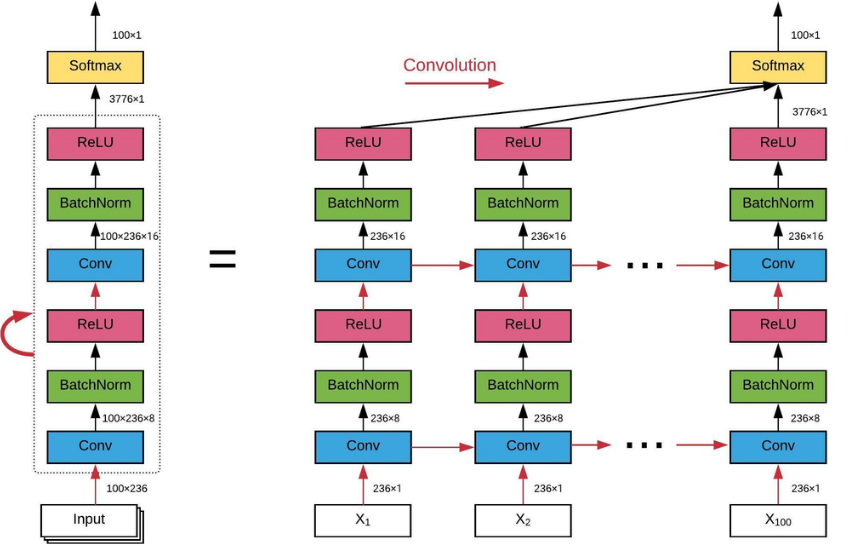 100×1
100×1
Softmax
Convolution
Softmax
3776×1
3776×1
ReLU
ReLU
ReLU
ReLU
BatchNorm
BatchNorm
BatchNorm
BatchNorm
100×236×16
236×16
236×16
236×16
Conv
=
Conv
Conv
...
Conv
ReLU
ReLU
ReLU
ReLU
BatchNorm
BatchNorm
BatchNorm
BatchNorm
100×236×8
236×8
236×8
236×8
Conv
Conv
Conv
...
Conv
100×236
236×1
236×1
236×1
Input
X₁
X₂
X₁₀₀